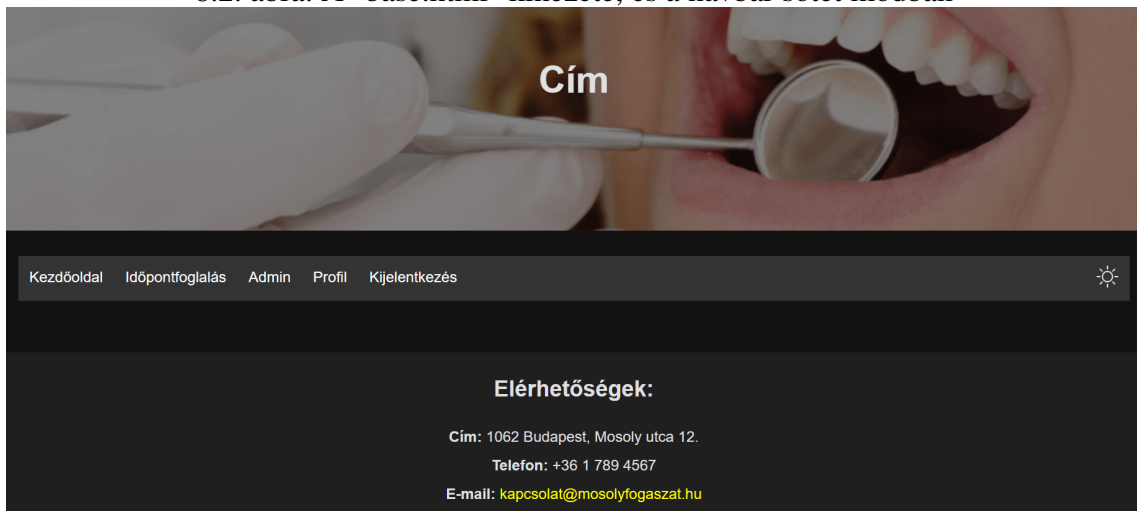 Cím
Kezdőoldal Időpontfoglalás Admin Profil Kijelentkezés
Elérhetőségek:
Cím: 1062 Budapest, Mosoly utca 12.
Telefon: +36 1 789 4567
E-mail: kapcsolat@mosolyfogaszat.hu